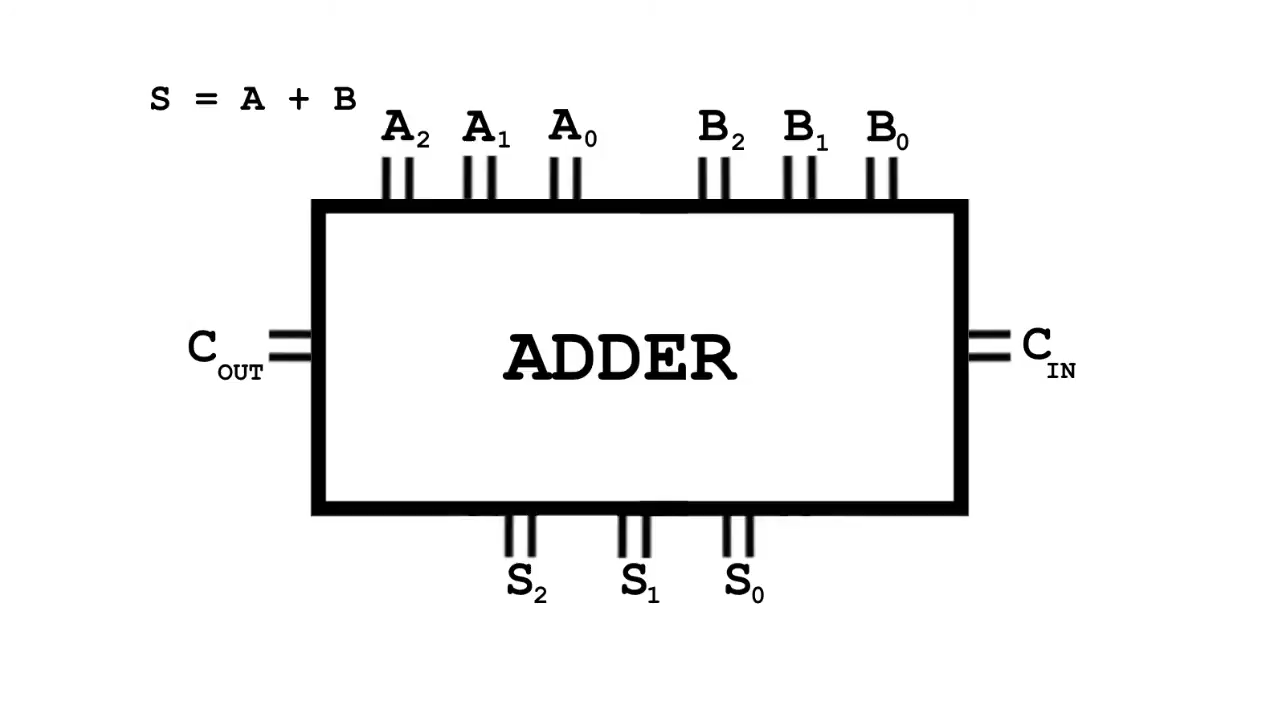 S = A + B
A2 A1 A0 B2 B1 B0
COUT ADDER CIN
S2 S1 S0